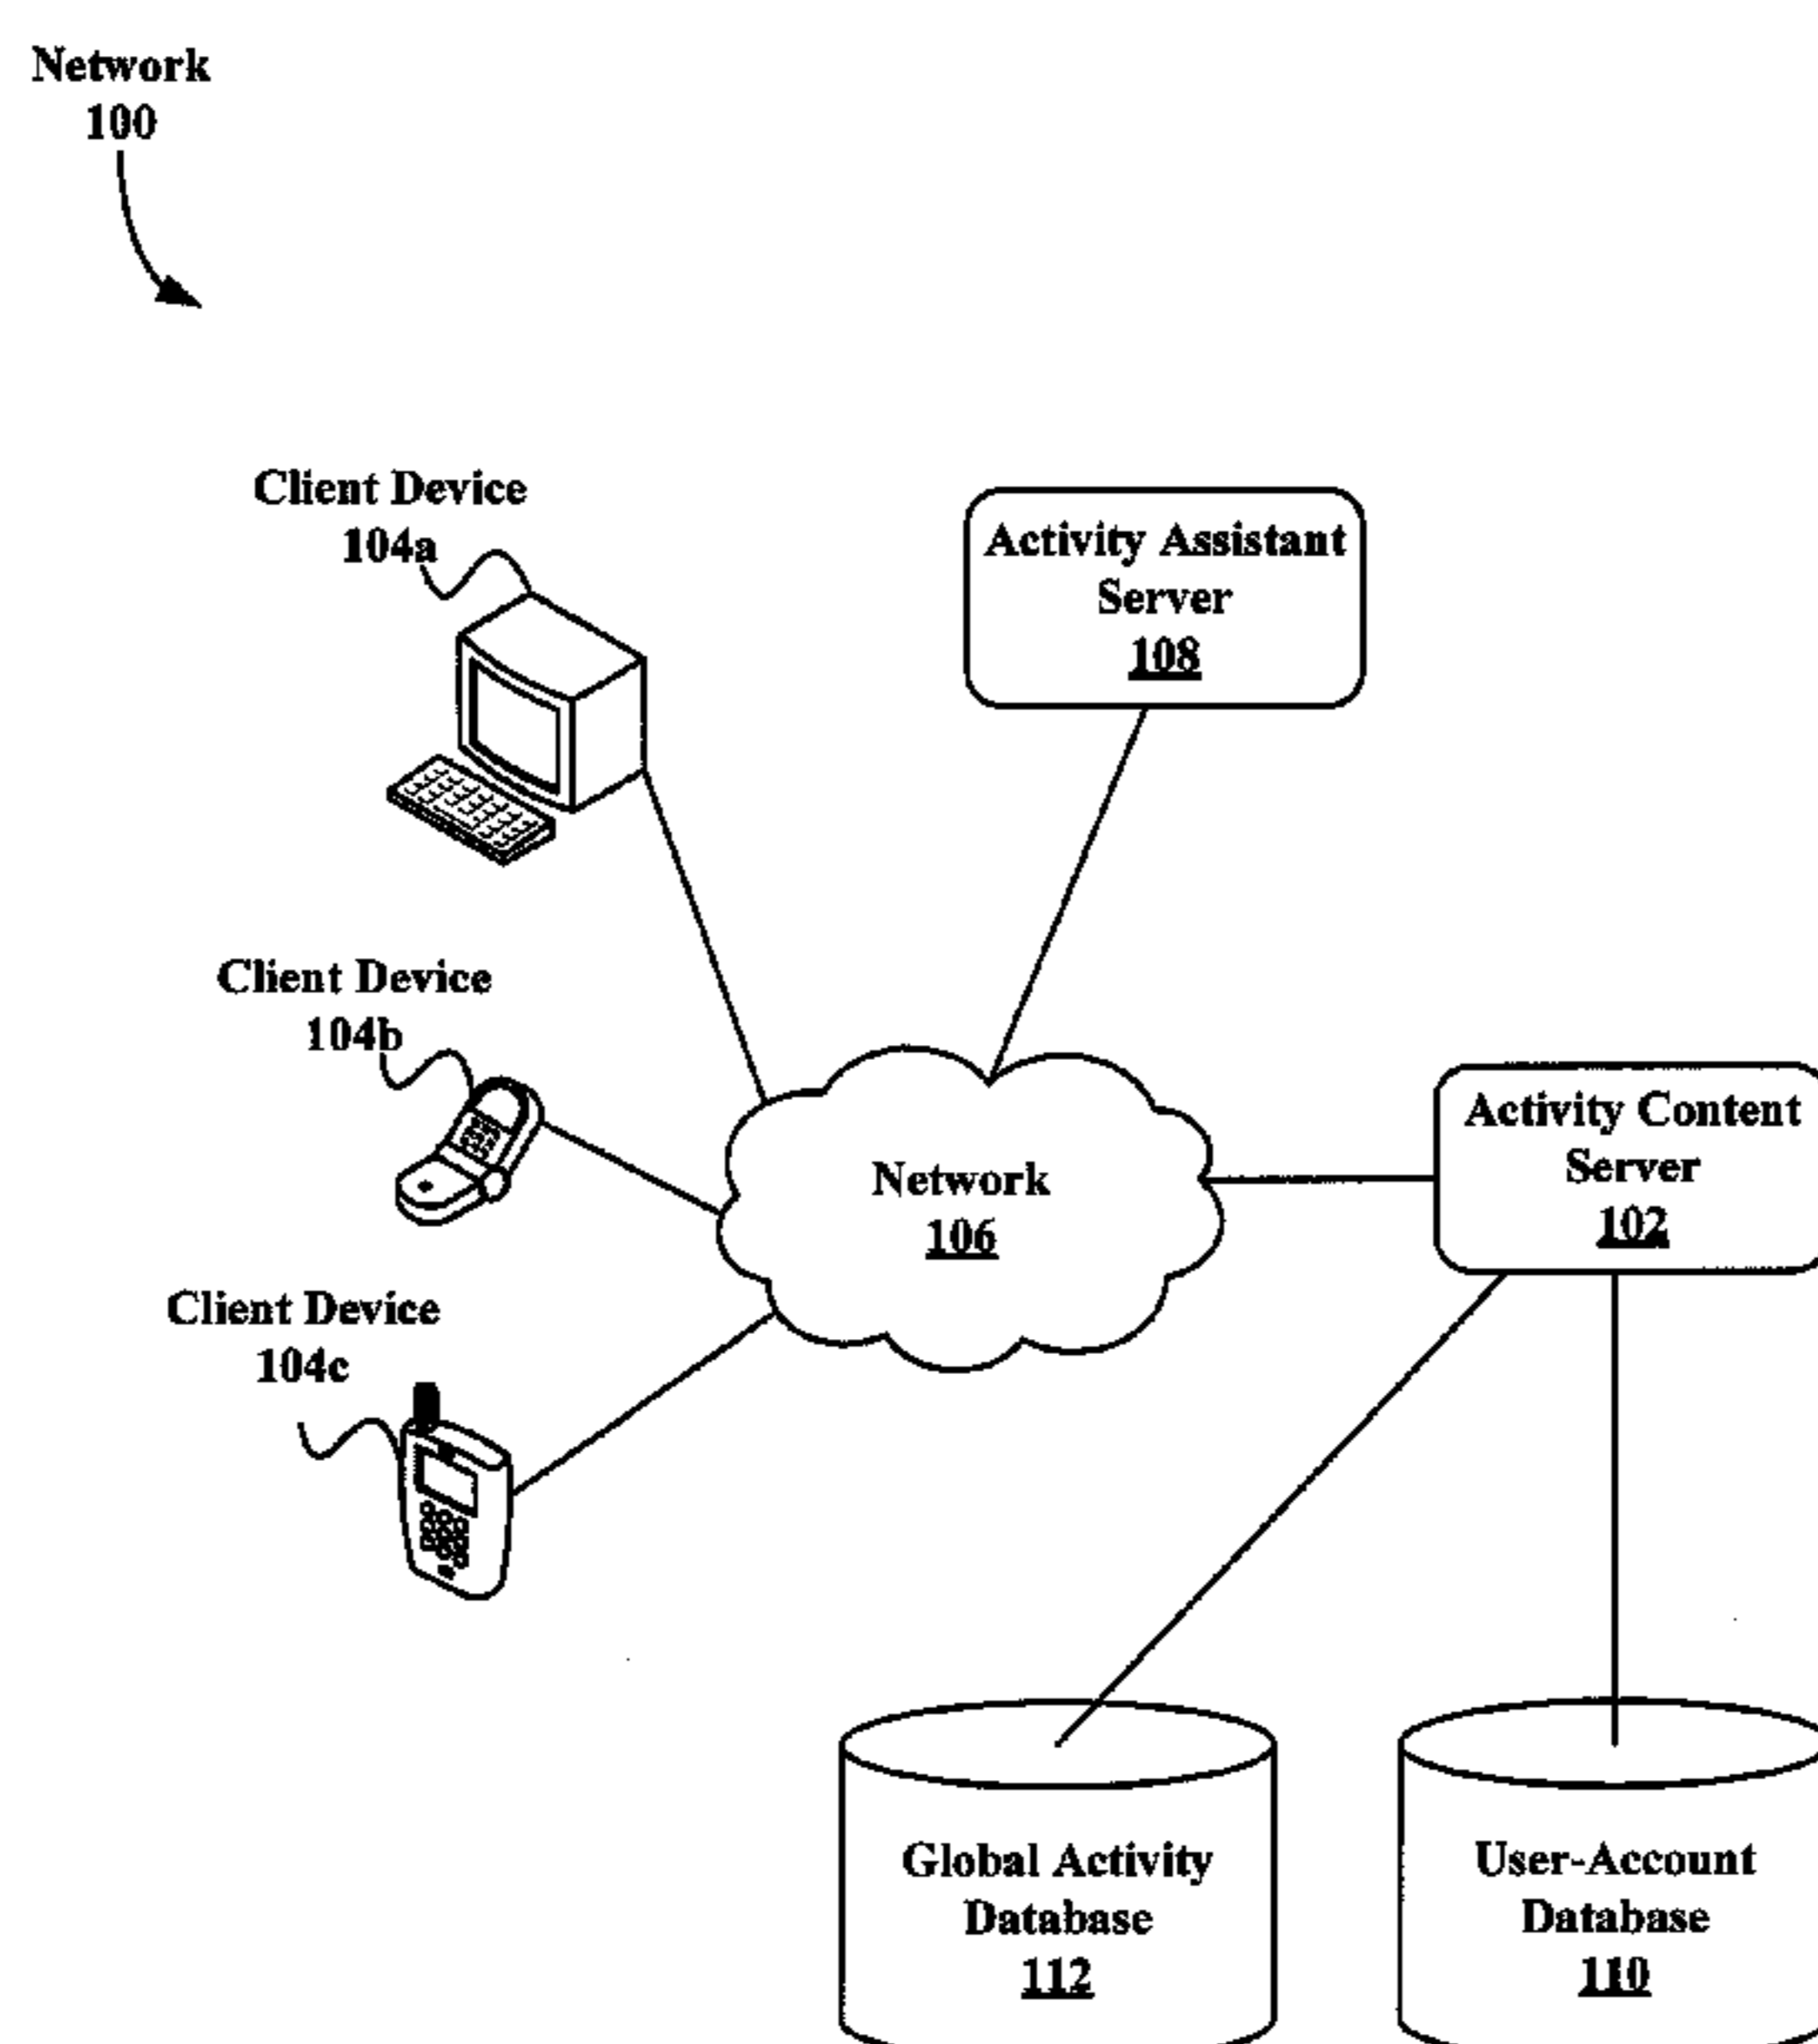 Network
100
Client Device
104a
Activity Assistant
Server
108
Client Device
104b
Activity Content
Server
102
Network
106
Client Device
104c
Global Activity
Database
112
User-Account
Database
110